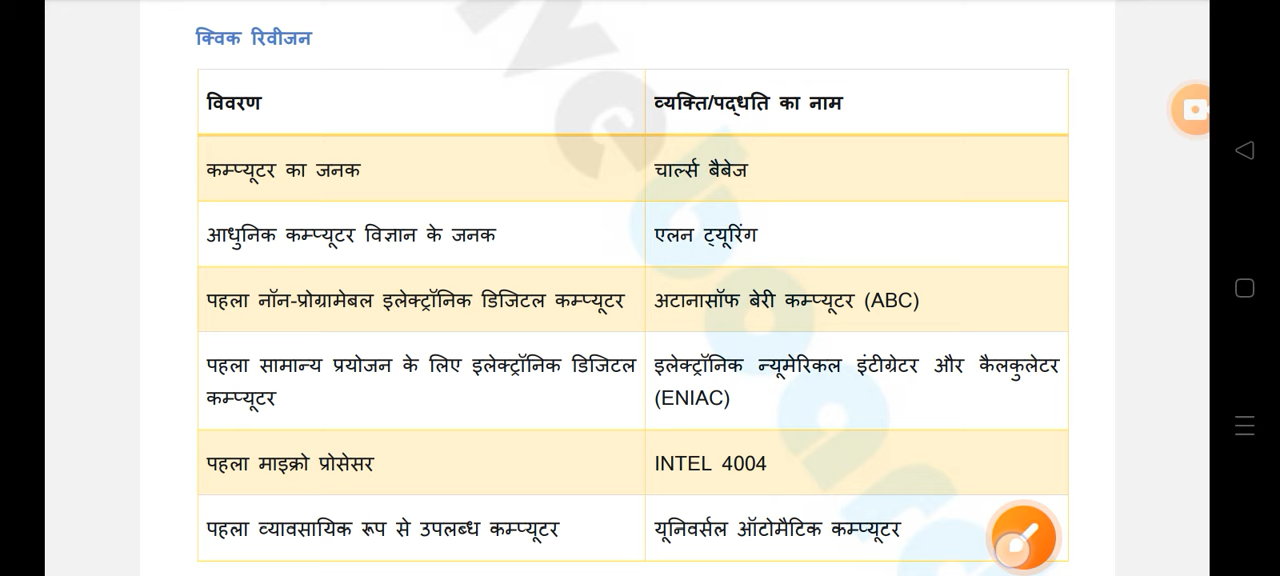 क्विक रिवीजन
विवरण
व्यक्ति/पद्धति का नाम
कम्प्यूटर का जनक
चार्ल्स बैबेज
आधुनिक कम्प्यूटर विज्ञान के जनक
एलन ट्यूरिंग
पहला नॉन-प्रोग्रामेबल इलेक्ट्रॉनिक डिजिटल कम्प्यूटर
अटानासॉफ बेरी कम्प्यूटर (ABC)
पहला सामान्य प्रयोजन के लिए इलेक्ट्रॉनिक डिजिटल
कम्प्यूटर
इलेक्ट्रॉनिक न्यूमेरिकल इंटीग्रेटर और कैलकुलेटर
(ENIAC)
पहला माइक्रो प्रोसेसर
INTEL 4004
पहला व्यावसायिक रूप से उपलब्ध कम्प्यूटर
यूनिवर्सल ऑटोमैटिक कम्प्यूटर